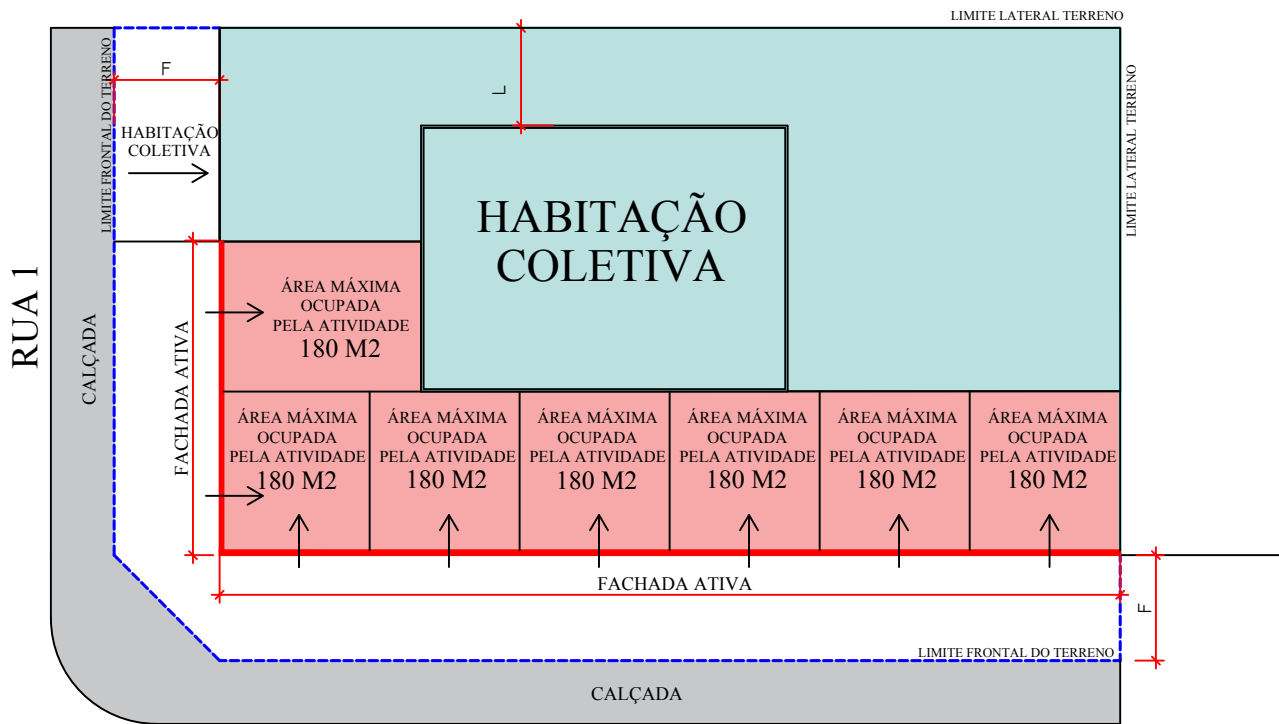 LIMITE LATERAL TERRENO
LIMITE FRONTAL DO TERRENO
F
L
LIMITE LATERAL TERRENO
HABITAÇÃO
COLETIVA
HABITAÇÃO
COLETIVA
RUA 1
CALÇADA
FACHADA ATIVA
ÁREA MÁXIMA
OCUPADA
PELA ATIVIDADE
180 M2
ÁREA MÁXIMA
OCUPADA
PELA ATIVIDADE
180 M2
ÁREA MÁXIMA
OCUPADA
PELA ATIVIDADE
180 M2
ÁREA MÁXIMA
OCUPADA
PELA ATIVIDADE
180 M2
ÁREA MÁXIMA
OCUPADA
PELA ATIVIDADE
180 M2
ÁREA MÁXIMA
OCUPADA
PELA ATIVIDADE
180 M2
ÁREA MÁXIMA
OCUPADA
PELA ATIVIDADE
180 M2
FACHADA ATIVA
F
LIMITE FRONTAL DO TERRENO
CALÇADA